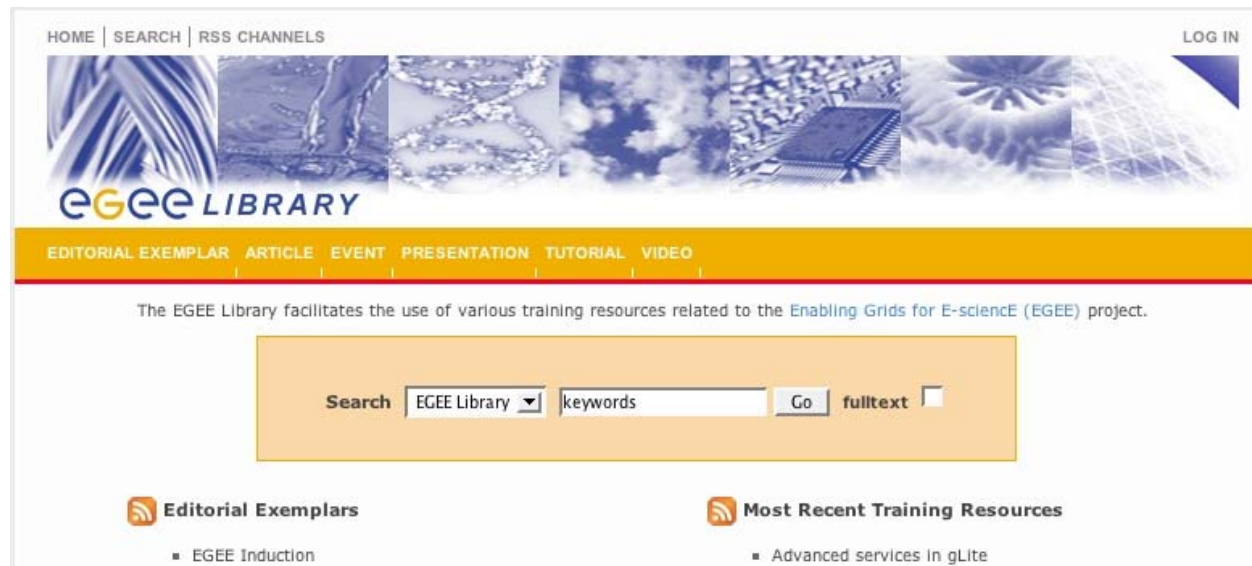 HOME | SEARCH | RSS CHANNELS
LOG IN
egee LIBRARY
EDITORIAL EXEMPLAR ARTICLE EVENT PRESENTATION TUTORIAL VIDEO
The EGEE Library facilitates the use of various training resources related to the Enabling Grids for E-sciencE (EGEE) project.
Search EGEE Library keywords Go fulltext
Editorial Exemplars
EGEE Induction
Most Recent Training Resources
Advanced services in gLite